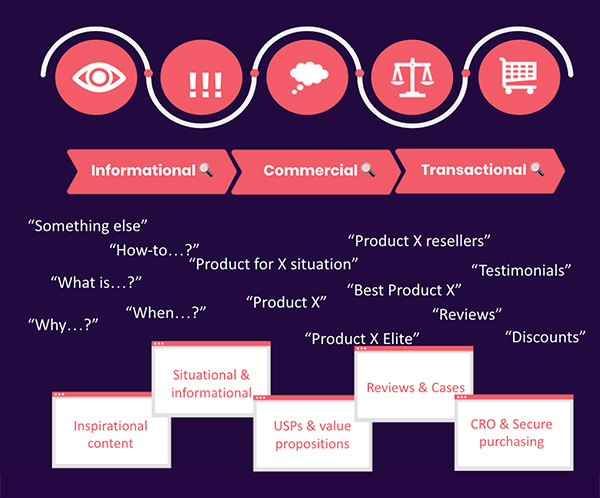 !!!
Informational
Commercial
Transactional
“Something else”
“How-to…?”
“Product X resellers”
“Product for X situation”
“Testimonials”
“What is…?”
“Best Product X”
“Product X”
“When…?”
“Reviews”
“Why…?”
“Product X Elite”
“Discounts”
Situational &
informational
Reviews & Cases
Inspirational
content
USPs & value
propositions
CRO & Secure
purchasing